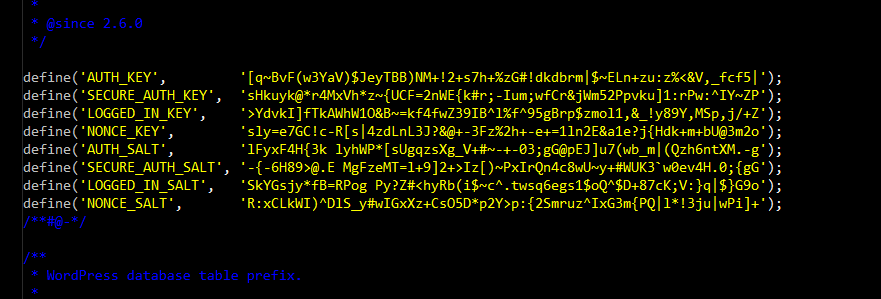 *
* @since 2.6.0
*/
define('AUTH_KEY', '[q~BvF(w3YaV)$JeyTBB)NM+!2+s7h+%zG#!dkdbrm|$~ELn+zu:z%<&V,_fcf5|');
define('SECURE_AUTH_KEY', 'sHkuyk@*r4MxVh*z~{UCF=2nWE{k#r;-Ium;wfCr&jWm52Ppvku]1:rPw:^IY~ZP');
define('LOGGED_IN_KEY', '>YdvkI]fTkAWhW1O&B~=kf4fwZ39IB^l%f^95gBrp$zmol1,&_!y89Y,MSp,j/+Z');
define('NONCE_KEY', 'sly=e7GC!c-R[s|4zdLnL3J?&@+-3Fz%2h+-e+=1ln2E&a1e?j{Hdk+m+bU@3m2o');
define('AUTH_SALT', 'lFyxF4H{3k lyhWP*[sUgqzsXg_V+#~-+-03;gG@pEJ]u7(wb_m|(Qzh6ntXM.-g');
define('SECURE_AUTH_SALT', '-{-6H89>@.E MgFzeMT=l+9]2+>Iz[)~PxIrQn4c8wU~y+#WUK3`w0ev4H.0;{gG');
define('LOGGED_IN_SALT', 'SkYGsjy*fB=RPog Py?Z#<hyRb(i$~c^.twsq6egs1$oQ^$D+87cK;V:}q|$}G9o');
define('NONCE_SALT', 'R:xCLkWI)^DlS_y#wIGxXz+CsO5D*p2Y>p:{2Smruz^IxG3m{PQ|l*!3ju|wPi]+');
/**#@-*/
/**
* WordPress database table prefix.
*